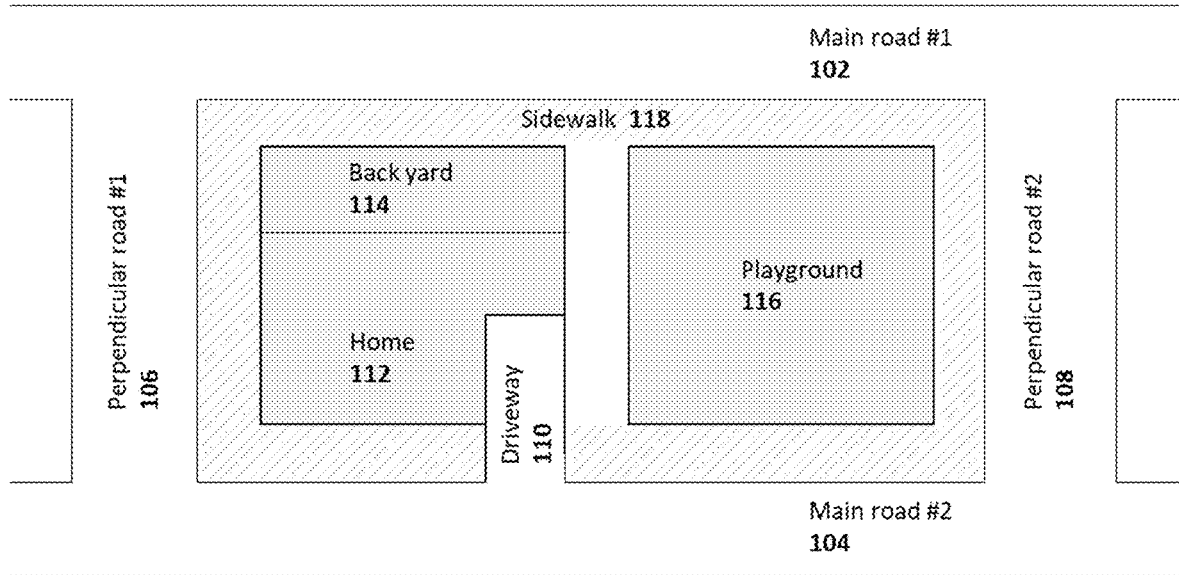 Main road #1
102
Sidewalk 118
Back yard
114
Perpendicular road #1
106
Home
112
Driveway
110
Playground
116
Perpendicular road #2
108
Main road #2
104